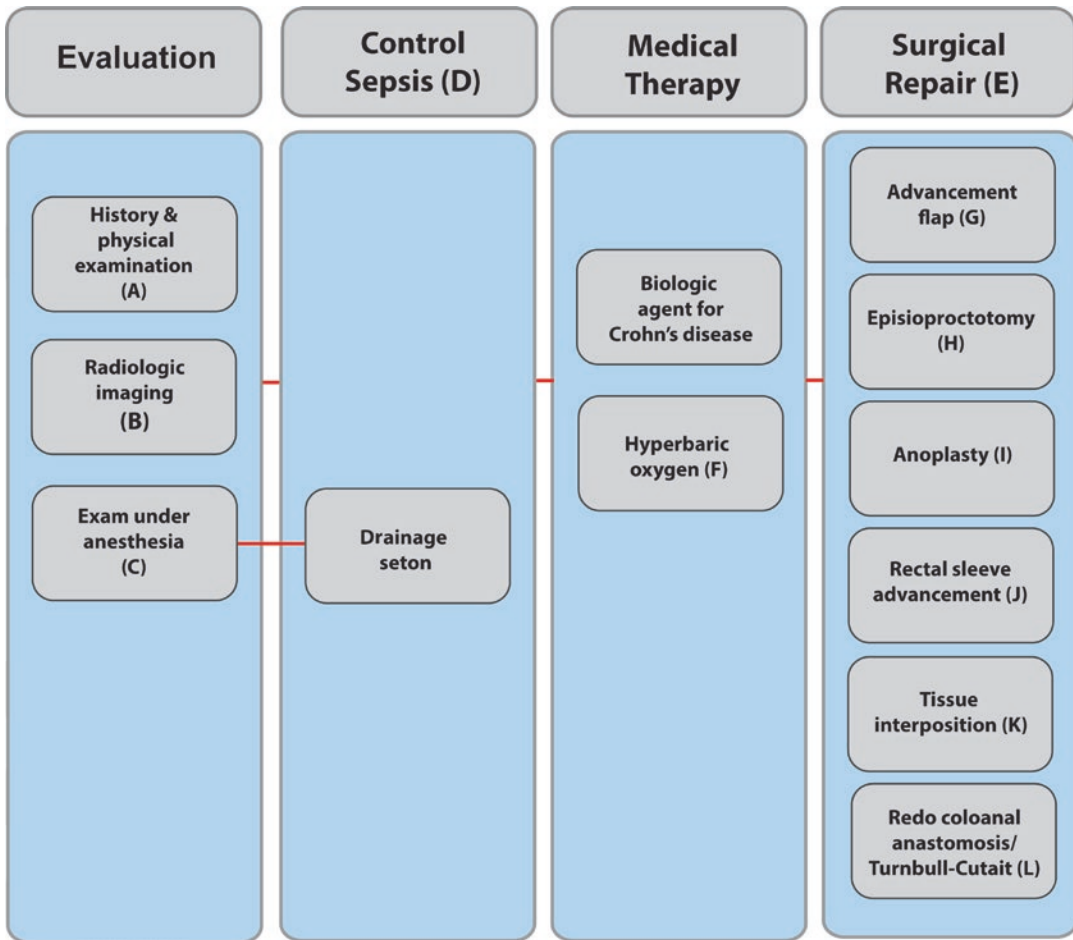 Evaluation
Control
Sepsis (D)
Medical
Therapy
Surgical
Repair (E)
History &
physical
examination
(A)
Radiologic
imaging
(B)
Exam under
anesthesia
(C)
Drainage
seton
Biologic
agent for
Crohn’s disease
Hyperbaric
oxygen (F)
Advancement
flap (G)
Episioproctotomy
(H)
Anoplasty (I)
Rectal sleeve
advancement (J)
Tissue
interposition (K)
Redo coloanal
anastomosis/
Turnbull-Cutait (L)